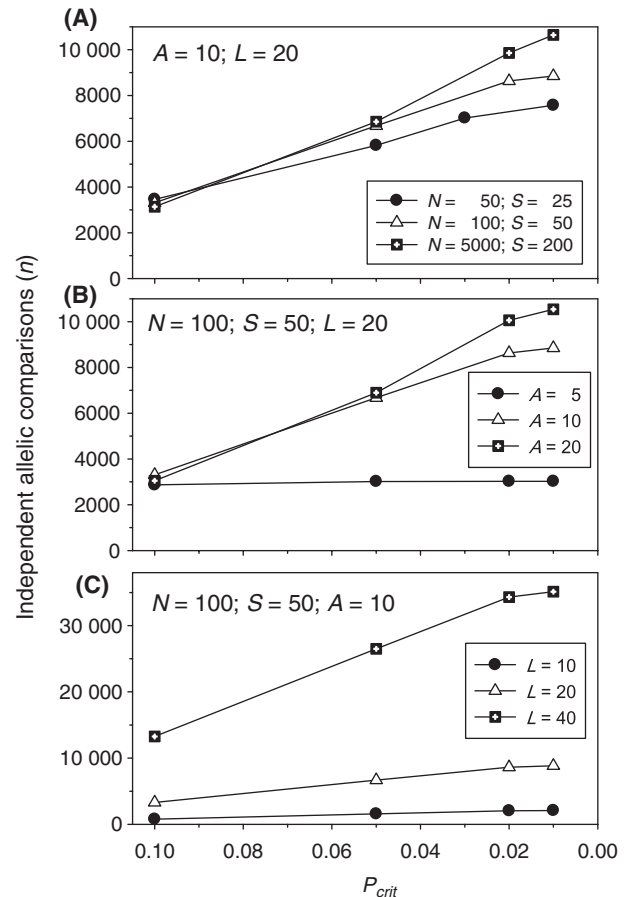 (A)
A = 10; L = 20
10 000
8000
6000
4000
2000
0
N = 50; S = 25
N = 100; S = 50
N = 5000; S = 200
Independent allelic comparisons (n)
(B)
N = 100; S = 50; L = 20
10 000
8000
6000
4000
2000
0
A = 5
A = 10
A = 20
(C)
N = 100; S = 50; A = 10
30 000
20 000
10 000
0
L = 10
L = 20
L = 40
0.10 0.08 0.06 0.04 0.02 0.00
Pcrit